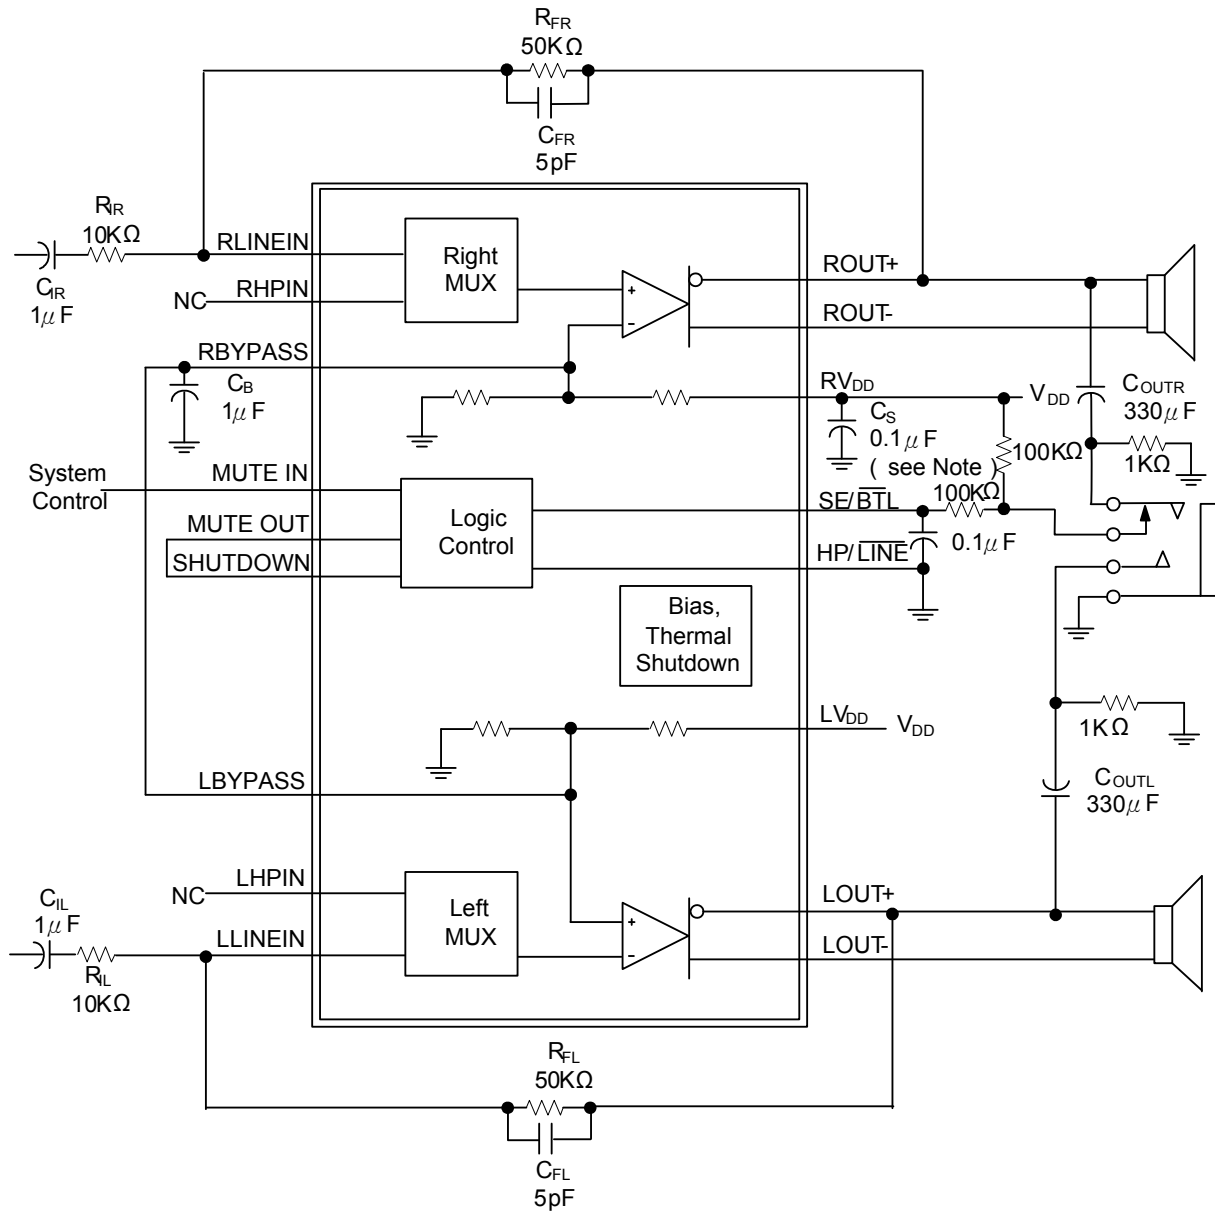 RFR
50KΩ
CFR
5pF
RIR
10KΩ
CIR
1μF
RLINEIN
NC
RHPIN
Right
MUX
+
-
ROUT+
ROUT-
RBYPASS
CB
1μF
RVDD
VDD
CS
0.1μF
( see Note )
100KΩ
100KΩ
COUTR
330μF
1KΩ
System
Control
MUTE IN
MUTE OUT
SHUTDOWN
Logic
Control
SE/B̅T̅L̅
HP/L̅I̅N̅E̅
0.1μF
Bias,
Thermal
Shutdown
LVDD
VDD
1KΩ
COUTL
330μF
LBYPASS
NC
LHPIN
CIL
1μF
RIL
10KΩ
LLINEIN
Left
MUX
+
-
LOUT+
LOUT-
RFL
50KΩ
CFL
5pF